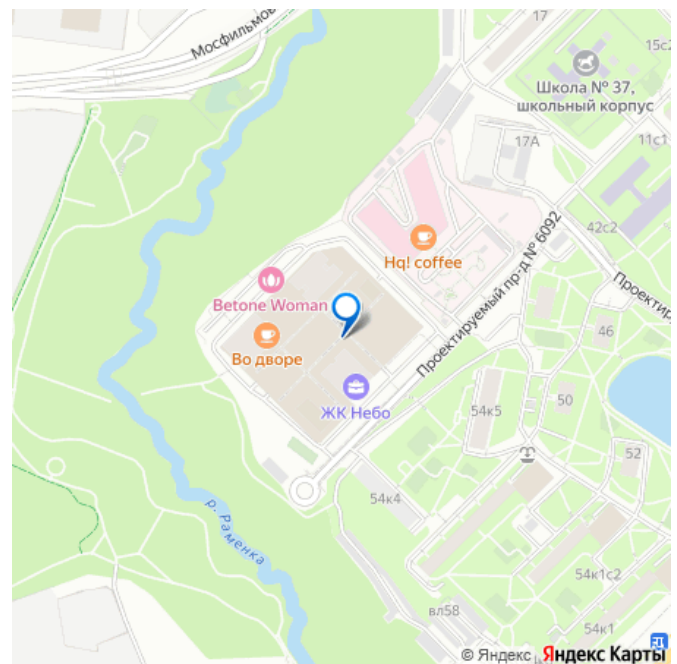 Мосфильмов
17
15с2
Школа № 37,
школьный корпус
17А
11с1
42с2
Hq! coffee
Проектируемый пр-д № 6092
Проектир
Betone Woman
Во дворе
46
ЖК Небо
54к5
50
52
54к4
р. Раменка
54к1с2
вл58
54к1
© Яндекс Яндекс Карты